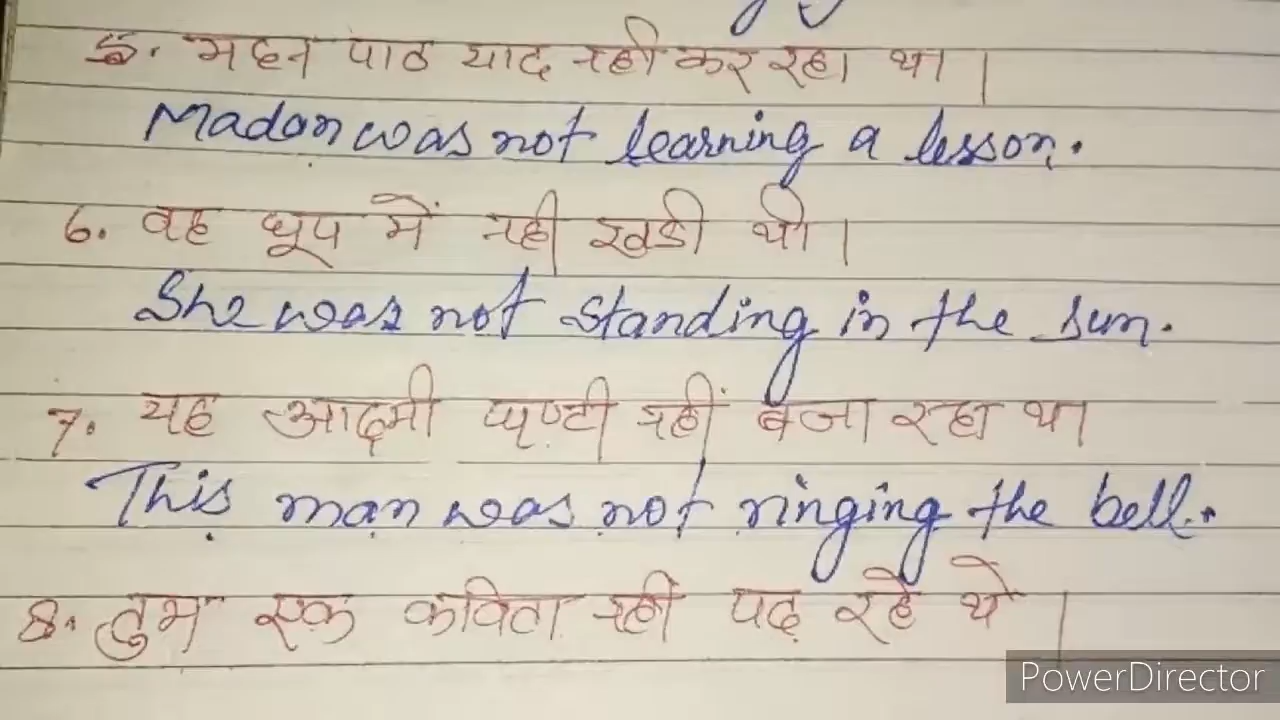 5. मदन पाठ याद नही कर रहा था।
Madan was not learning a lesson.
6. वह धूप में नही खडी थी।
She was not standing in the sun.
7. यह आदमी घण्टी नहीं बजा रहा था
This man was not ringing the bell.
8. तुम एक कविता नही पढ़ रहे थे।
PowerDirector